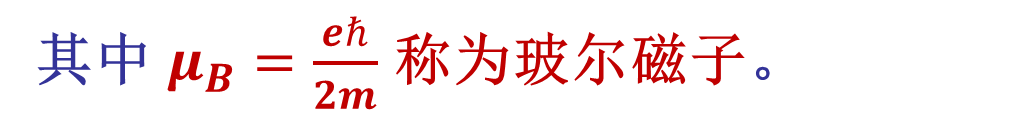 其中 μ_B = eℏ/2m 称为玻尔磁子。